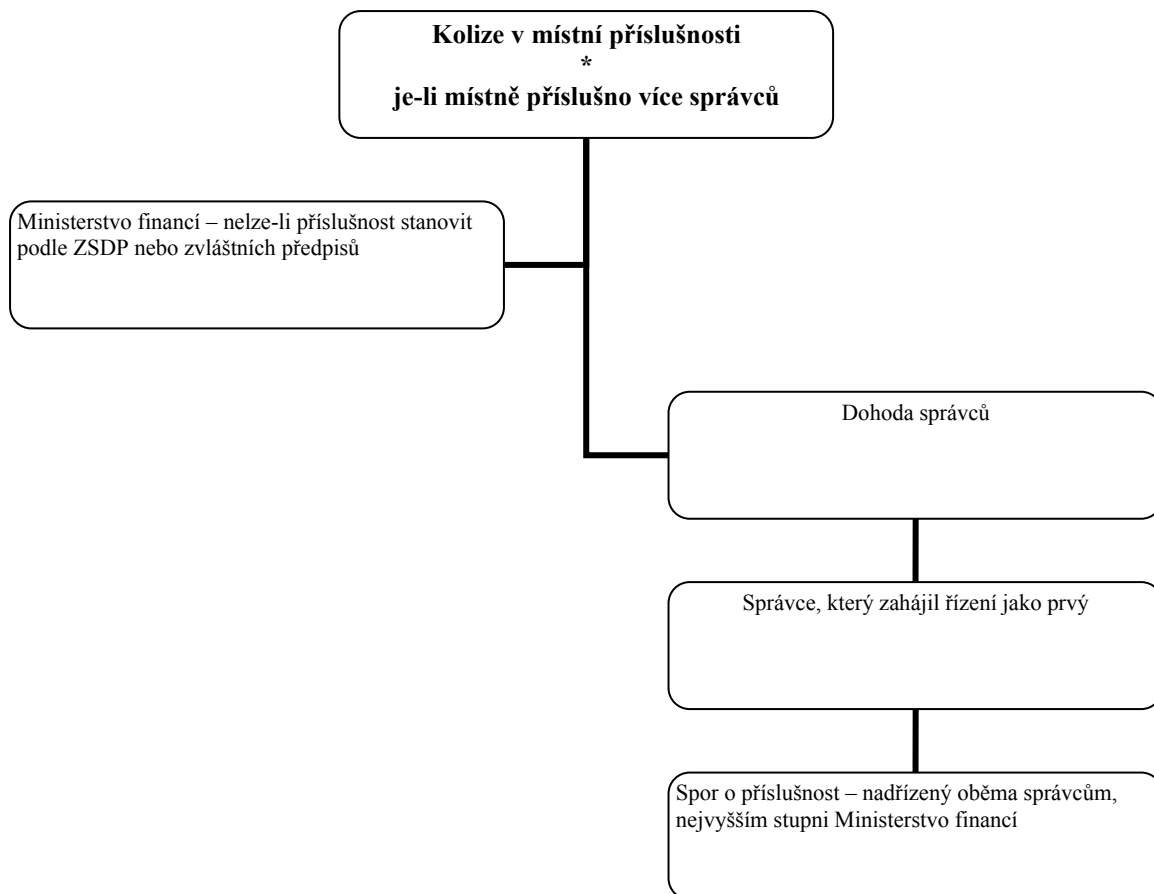 Kolize v místní příslušnosti
*
je-li místně příslušno více správců
Ministerstvo financí – nelze-li příslušnost stanovit
podle ZSDP nebo zvláštních předpisů
Dohoda správců
Správce, který zahájil řízení jako prvý
Spor o příslušnost – nadřízený oběma správcům,
nejvyšším stupni Ministerstvo financí